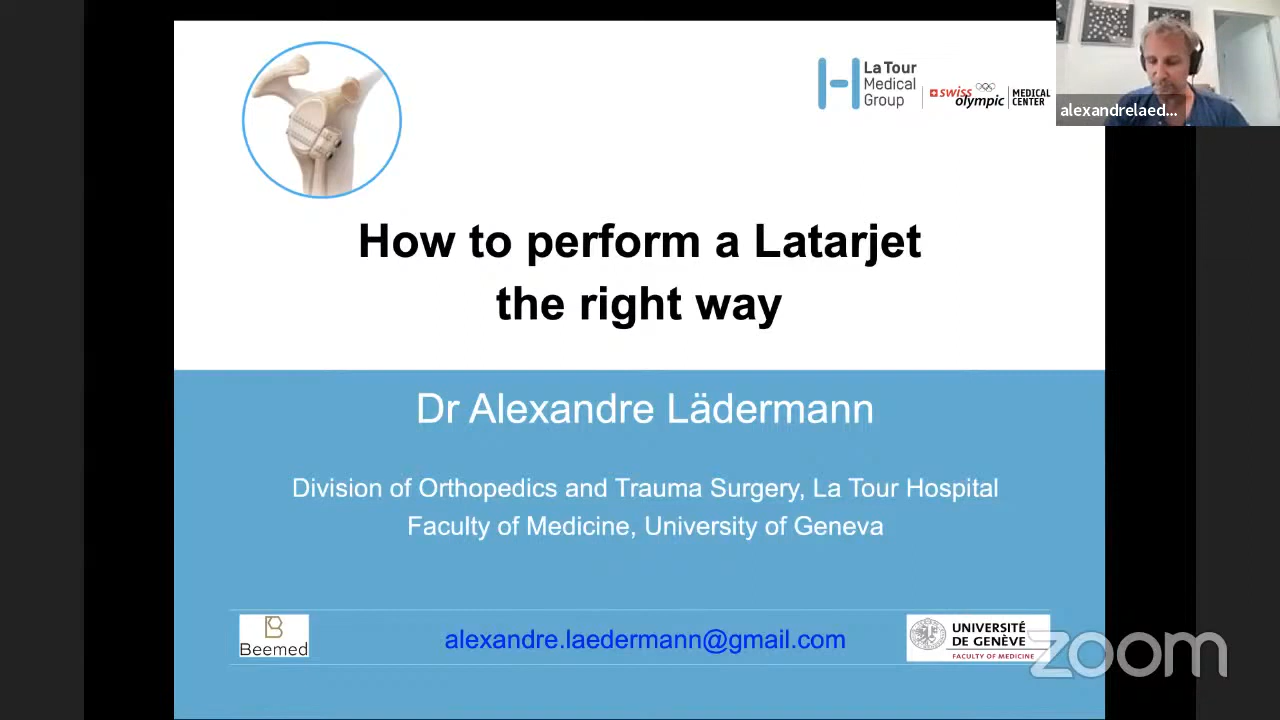 La Tour
Medical
Group
swiss
olympic
MEDICAL
CENTER
alexandrelaed...
How to perform a Latarjet
the right way
Dr Alexandre Lädermann
Division of Orthopedics and Trauma Surgery, La Tour Hospital
Faculty of Medicine, University of Geneva
Beemed
alexandre.laedermann@gmail.com
UNIVERSITÉ
DE GENÈVE
FACULTY OF MEDICINE
zoom